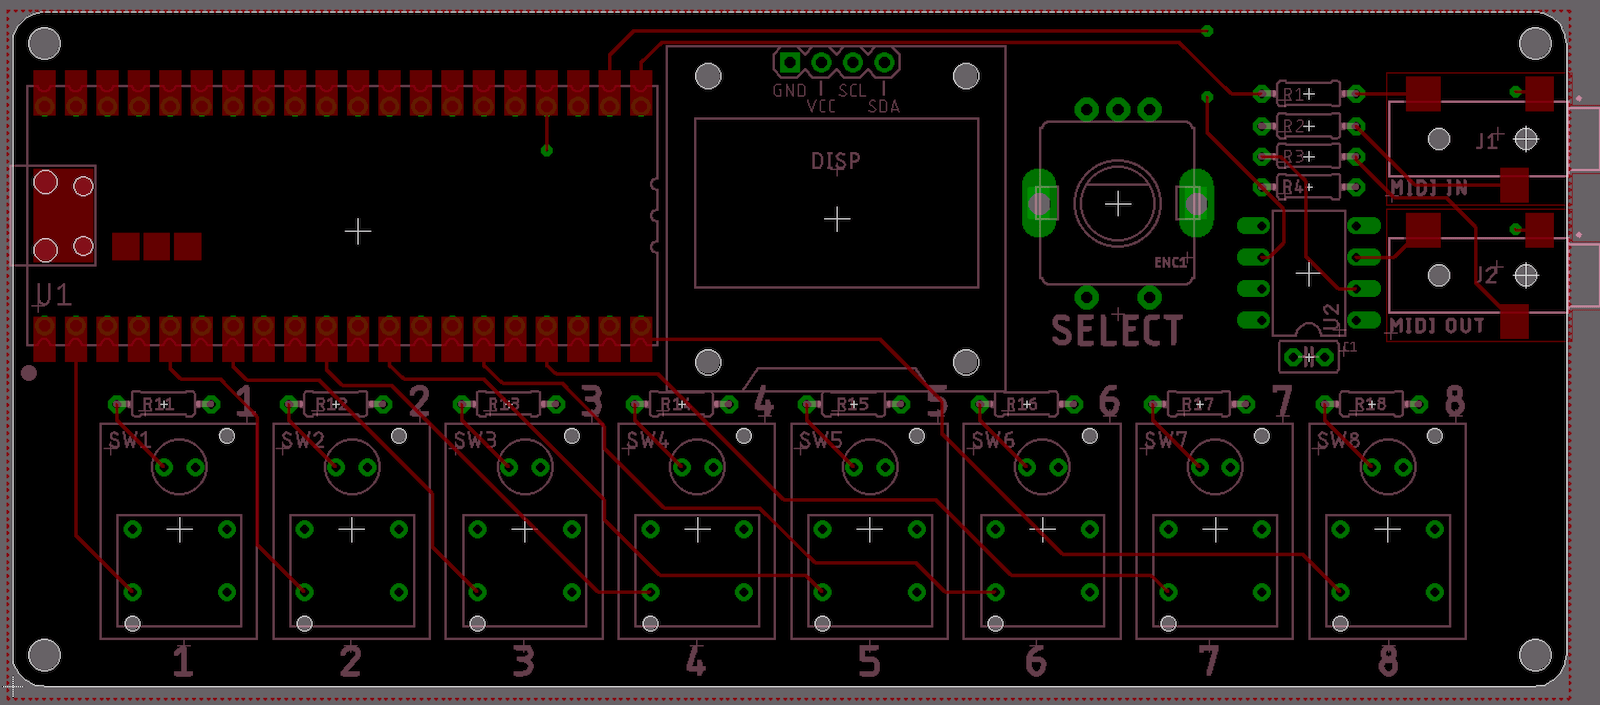 GND SCL
VCC SDA
DISP
R1
R2
R3
R4
J1
MIDI IN
ENC1
J2
U1
U2
SELECT
MIDI OUT
C1
R11 1 R12 2 R13 3 R14 4 R15 5 R16 6 R17 7 R18 8
SW1 SW2 SW3 SW4 SW5 SW6 SW7 SW8
1 2 3 4 5 6 7 8